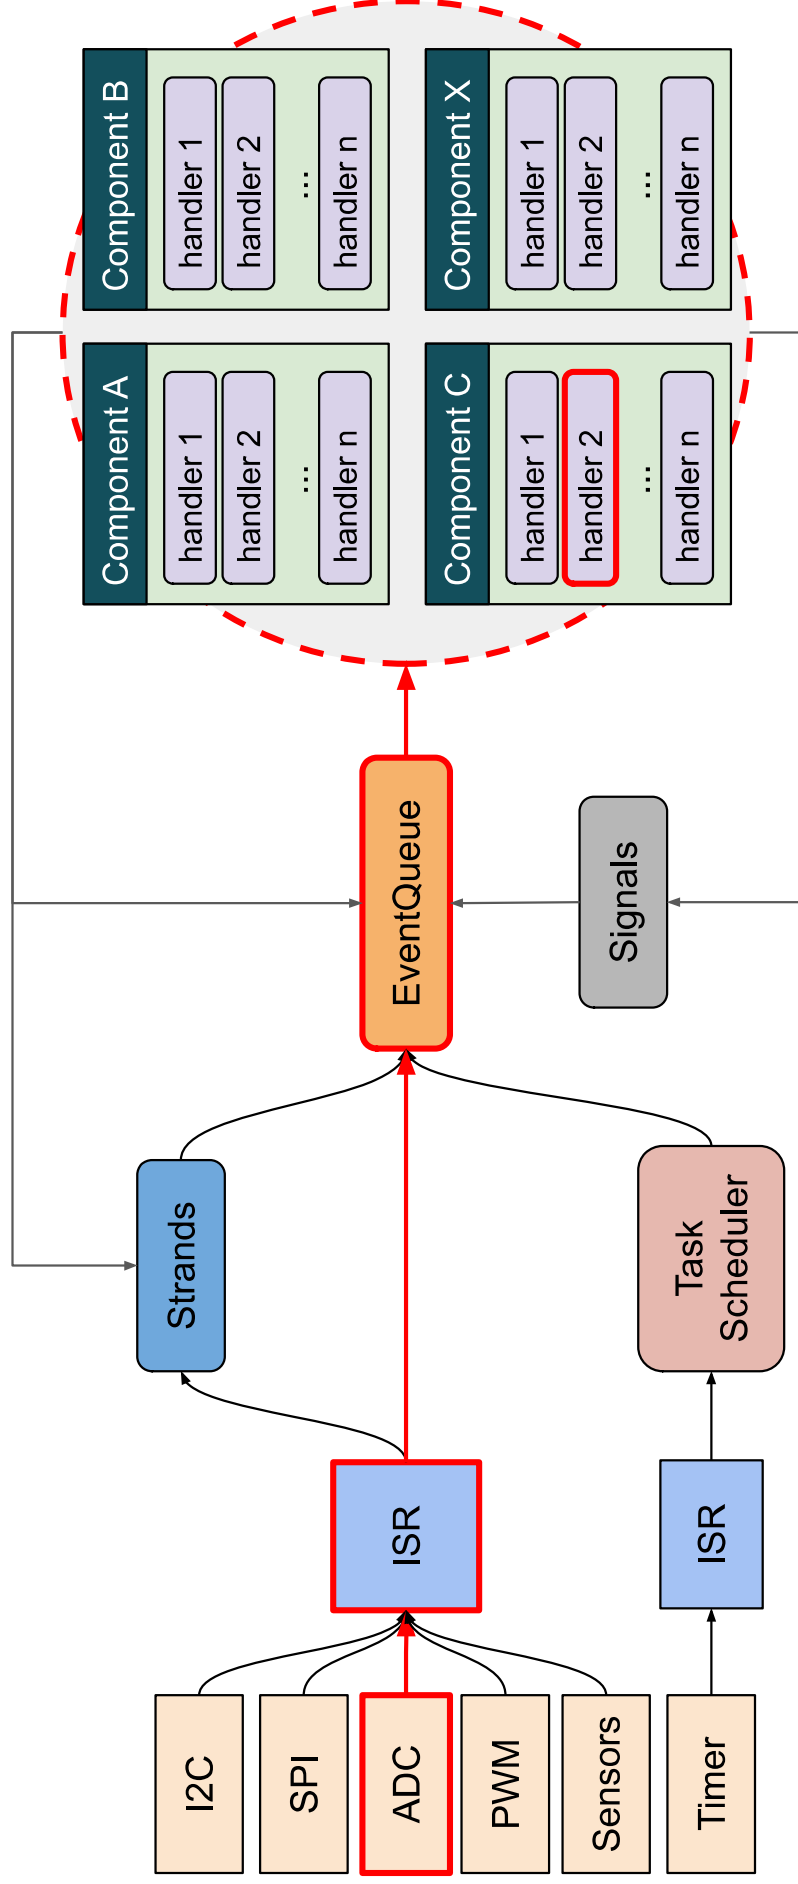 I2C
SPI
ADC
PWM
Sensors
Timer
ISR
ISR
Strands
Task
Scheduler
EventQueue
Signals
Component A
handler 1
handler 2
...
handler n
Component B
handler 1
handler 2
...
handler n
Component C
handler 1
handler 2
...
handler n
Component X
handler 1
handler 2
...
handler n